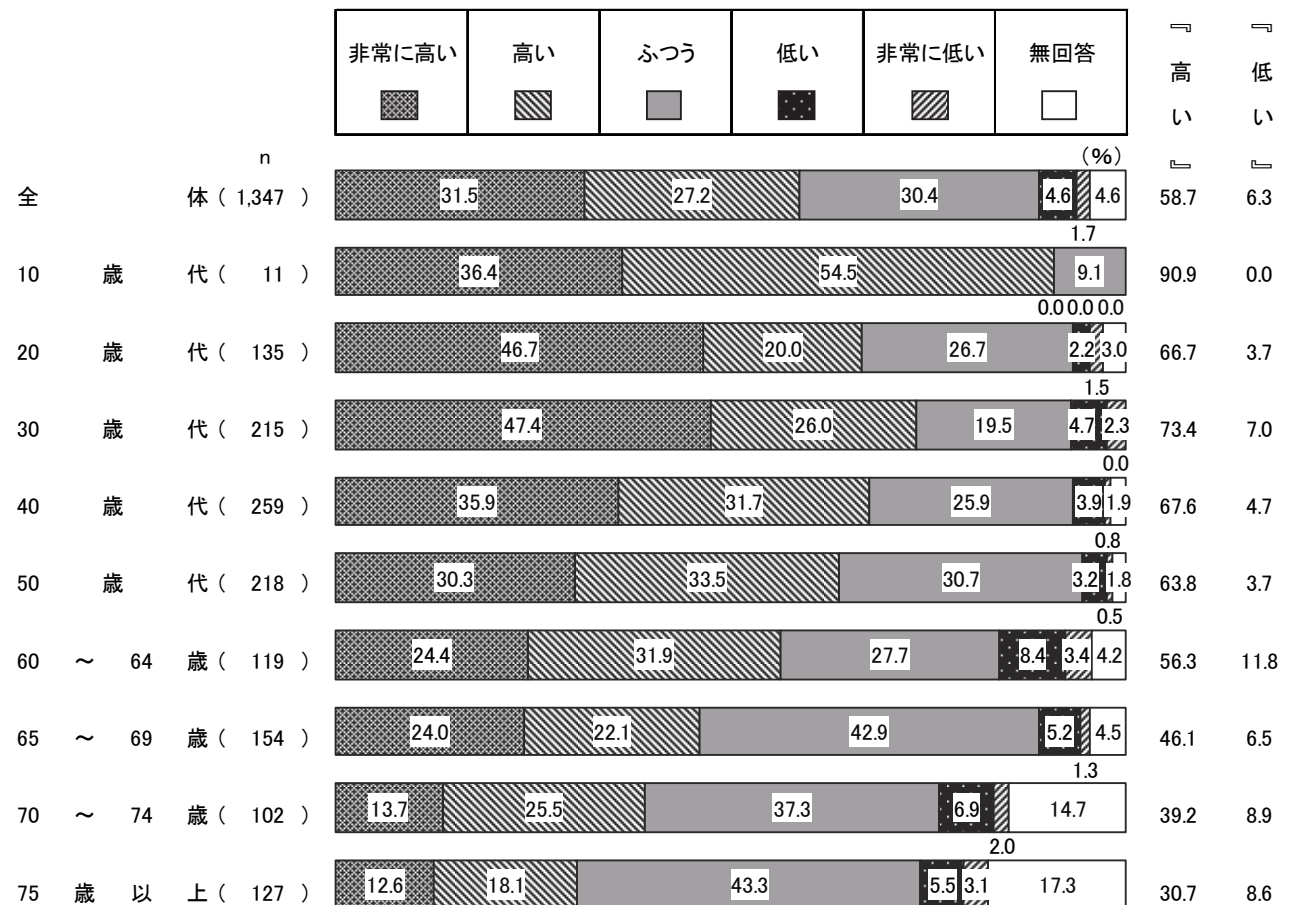 非常に高い 高い ふつう 低い 非常に低い 無回答 『高い』 『低い』
n (%)
全体( 1,347 ) 31.5 27.2 30.4 4.6 4.6 58.7 6.3
1.7
10歳代( 11 ) 36.4 54.5 9.1 90.9 0.0
0.0 0.0 0.0
20歳代( 135 ) 46.7 20.0 26.7 2.2 3.0 66.7 3.7
1.5
30歳代( 215 ) 47.4 26.0 19.5 4.7 2.3 73.4 7.0
0.0
40歳代( 259 ) 35.9 31.7 25.9 3.9 1.9 67.6 4.7
0.8
50歳代( 218 ) 30.3 33.5 30.7 3.2 1.8 63.8 3.7
0.5
60～64歳( 119 ) 24.4 31.9 27.7 8.4 3.4 4.2 56.3 11.8
65～69歳( 154 ) 24.0 22.1 42.9 5.2 4.5 46.1 6.5
1.3
70～74歳( 102 ) 13.7 25.5 37.3 6.9 14.7 39.2 8.9
2.0
75歳以上( 127 ) 12.6 18.1 43.3 5.5 3.1 17.3 30.7 8.6